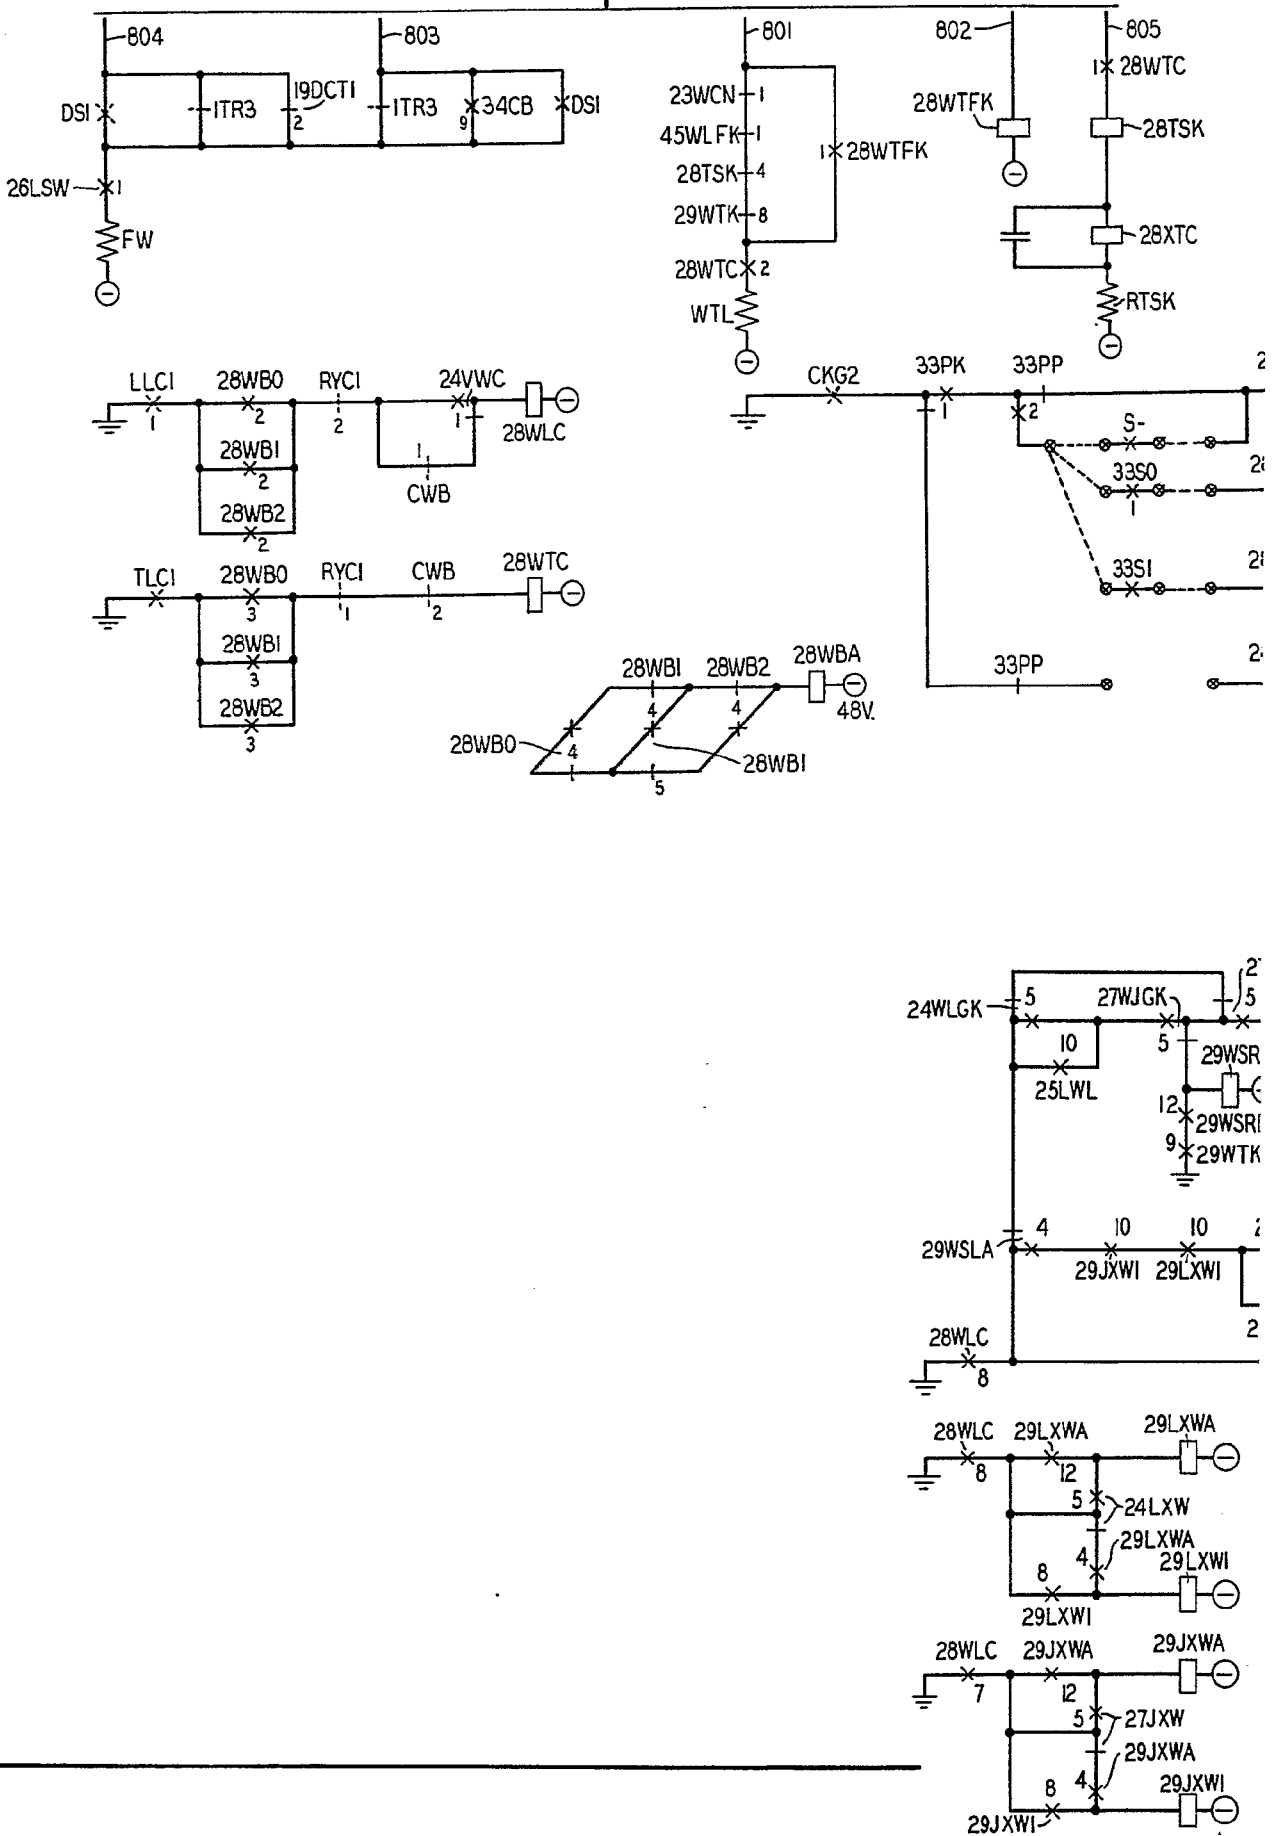 804
803
801
802
805
DS1
1TR3
19DCT1
2
1TR3
34CB
9
DS1
26LSW
1
FW
23WCN
1
45WLFK
1
28TSK
4
29WTK
8
1
28WTFK
28WTC
2
WTL
28WTFK
1
28WTC
28TSK
28XTC
RTSK
LLC1
1
28WB0
2
RYC1
2
24VWC
1
28WLC
28WB1
2
1
CWB
28WB2
2
TLC1
28WB0
3
RYC1
1
CWB
2
28WTC
28WB1
3
28WB2
3
28WB1
4
28WB2
4
28WBA
48V.
28WB0
4
28WB1
5
CKG2
33PK
1
33PP
2
S-
33S0
1
33S1
33PP
24WLGK
5
27WJGK
5
5
10
25LWL
29WSR
12
29WSR1
9
29WTK
29WSLA
4
10
29JXW1
10
29LXW1
28WLC
8
28WLC
8
29LXWA
12
29LXWA
5
24LXW
4
29LXWA
8
29LXW1
29LXW1
28WLC
7
29JXWA
12
29JXWA
5
27JXW
4
29JXWA
8
29JXW1
29JXW1